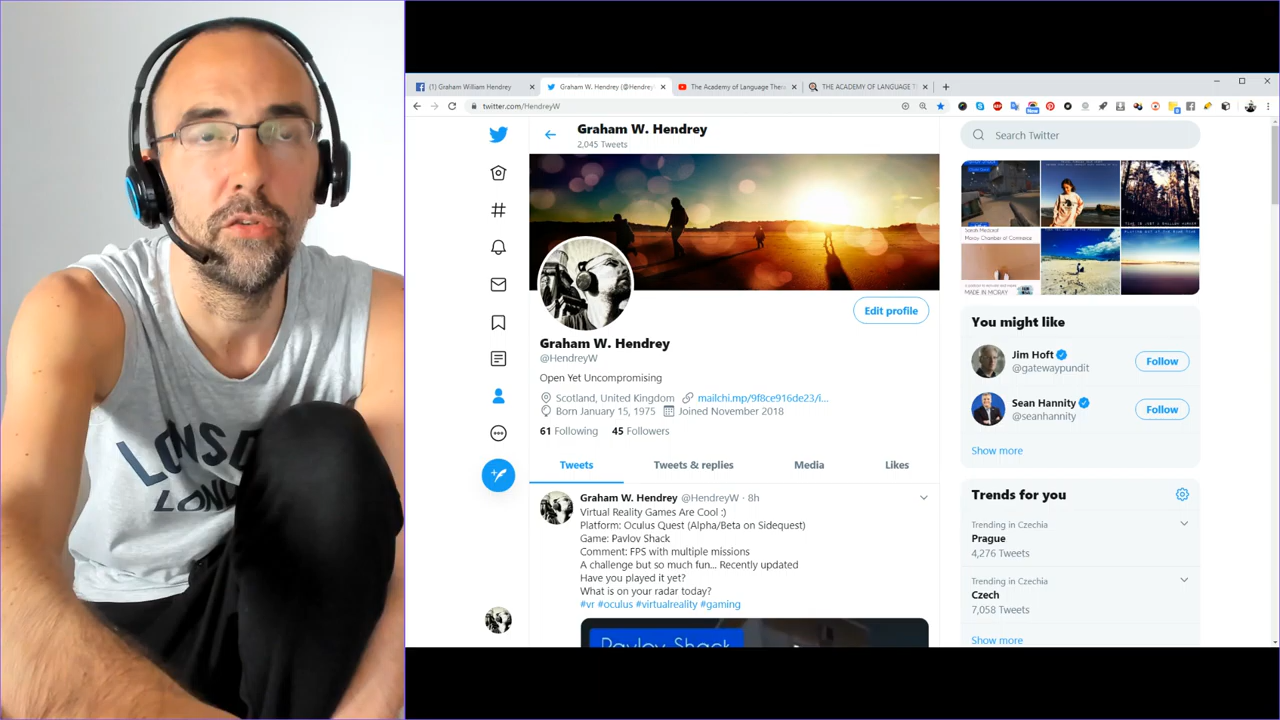 LONSD
LOND
(1) Graham William Hendrey
Graham W. Hendrey (@Hendrey
The Academy of Language Ther
THE ACADEMY OF LANGUAGE T
twitter.com/HendreyW
Graham W. Hendrey
2,045 Tweets
Search Twitter
Edit profile
Graham W. Hendrey
@HendreyW
Open Yet Uncompromising
Scotland, United Kingdom mailchi.mp/9f8ce916de23/i...
Born January 15, 1975 Joined November 2018
61 Following 45 Followers
Tweets Tweets & replies Media Likes
Graham W. Hendrey @HendreyW · 8h
Virtual Reality Games Are Cool :)
Platform: Oculus Quest (Alpha/Beta on Sidequest)
Game: Pavlov Shack
Comment: FPS with multiple missions
A challenge but so much fun... Recently updated
Have you played it yet?
What is on your radar today?
#vr #oculus #virtualreality #gaming
Pavlov Shack
Moray Chamber of Commerce
MADE IN MORAY
You might like
Jim Hoft
@gatewaypundit
Follow
Sean Hannity
@seanhannity
Follow
Show more
Trends for you
Trending in Czechia
Prague
4,276 Tweets
Trending in Czechia
Czech
7,058 Tweets
Show more